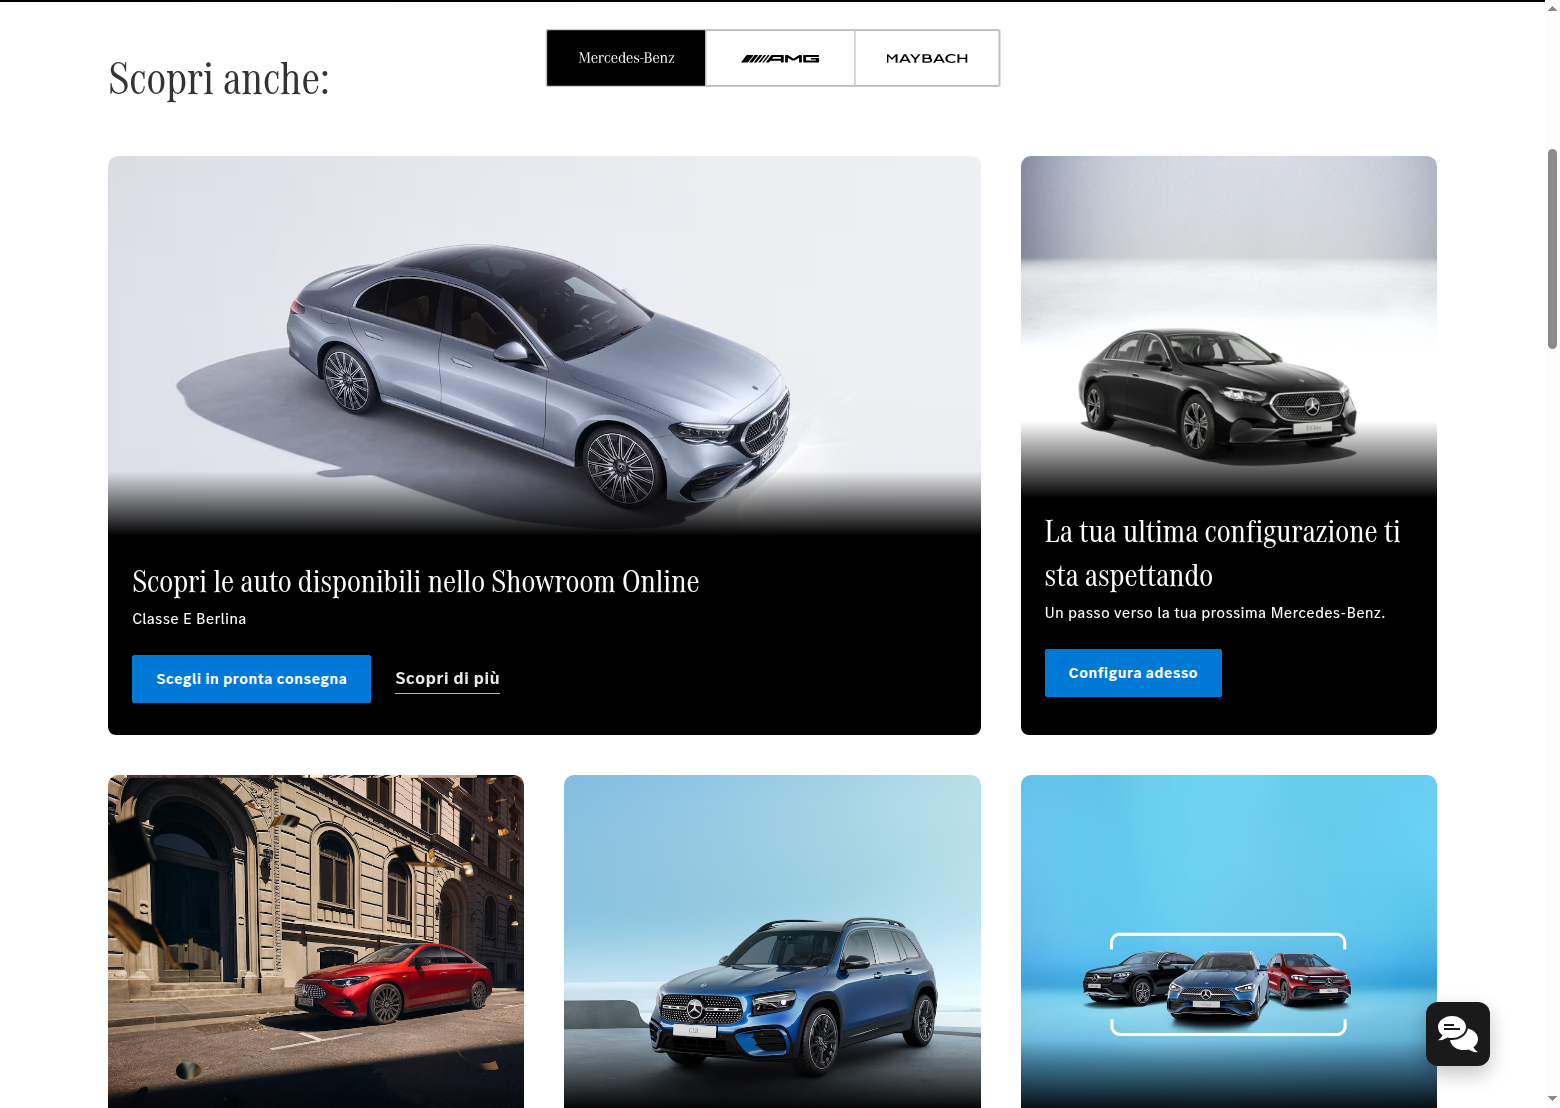 Scopri anche:
Mercedes-Benz
AMG
MAYBACH
Scopri le auto disponibili nello Showroom Online
Classe E Berlina
Scegli in pronta consegna
Scopri di più
La tua ultima configurazione ti
sta aspettando
Un passo verso la tua prossima Mercedes-Benz.
Configura adesso